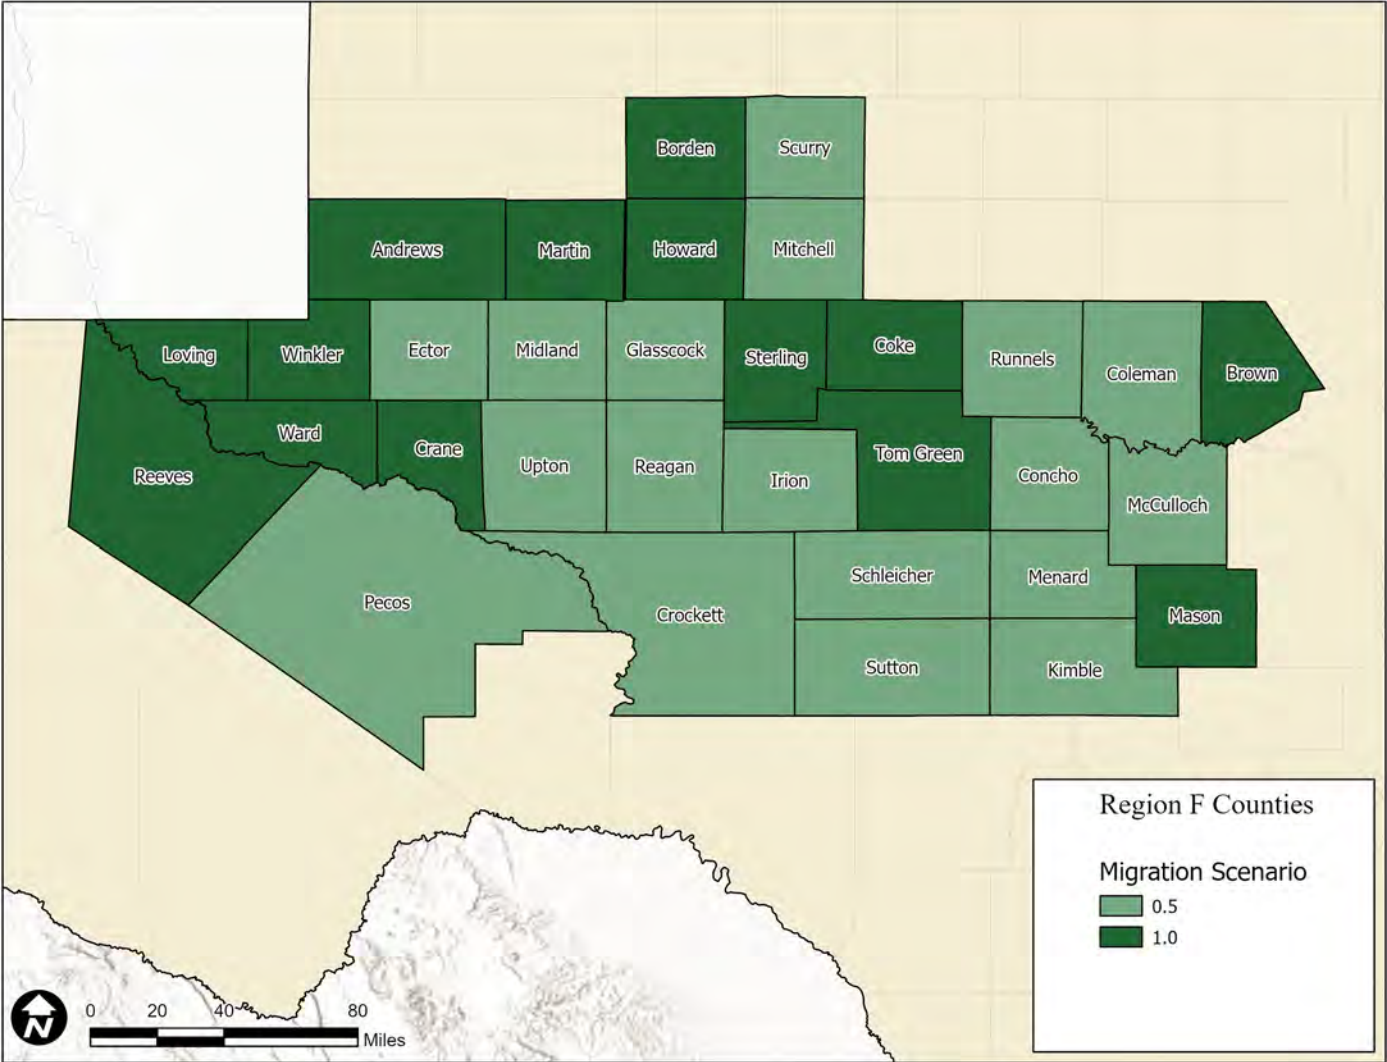 Borden
Scurry
Andrews
Martin
Howard
Mitchell
Loving
Winkler
Ector
Midland
Glasscock
Sterling
Coke
Runnels
Coleman
Brown
Ward
Crane
Reeves
Upton
Reagan
Irion
Tom Green
Concho
McCulloch
Pecos
Crockett
Schleicher
Menard
Mason
Sutton
Kimble
Region F Counties
Migration Scenario
0.5
1.0
N
0 20 40 80
Miles